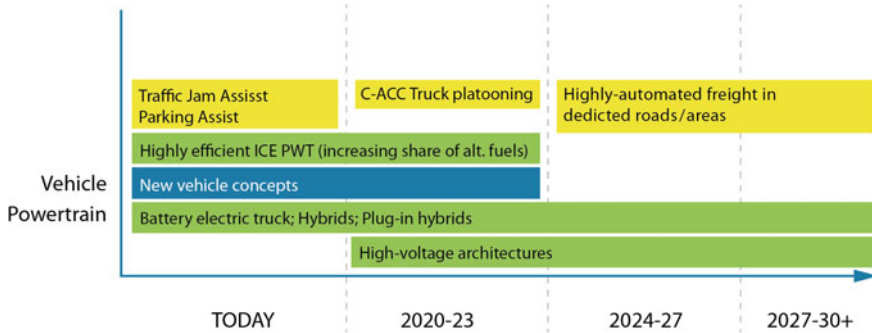 Traffic Jam Assisst
Parking Assist
C-ACC Truck platooning
Highly-automated freight in
dedicted roads/areas
Highly efficient ICE PWT (increasing share of alt. fuels)
New vehicle concepts
Vehicle
Powertrain
Battery electric truck; Hybrids; Plug-in hybrids
High-voltage architectures
TODAY
2020-23
2024-27
2027-30+